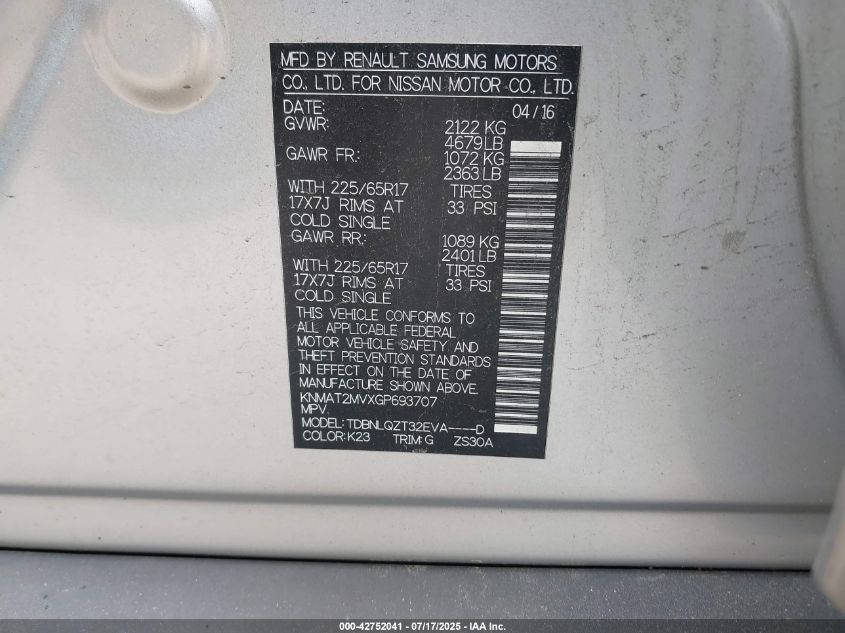 MFD BY RENAULT SAMSUNG MOTORS
CO., LTD. FOR NISSAN MOTOR CO., LTD.
DATE: 04/16
GVWR: 2122 KG
4679 LB
GAWR FR.: 1072 KG
2363 LB
WITH 225/65R17 TIRES
17X7J RIMS AT 33 PSI
COLD SINGLE
GAWR RR.: 1089 KG
2401 LB
WITH 225/65R17 TIRES
17X7J RIMS AT 33 PSI
COLD SINGLE
THIS VEHICLE CONFORMS TO
ALL APPLICABLE FEDERAL
MOTOR VEHICLE SAFETY AND
THEFT PREVENTION STANDARDS
IN EFFECT ON THE DATE OF
MANUFACTURE SHOWN ABOVE.
KNMAT2MVXGP693707
MPV.
MODEL: TDBNLQZT32EVA----D
COLOR: K23 TRIM: G ZS30A
000-42752041 - 07/17/2025 - IAA Inc.